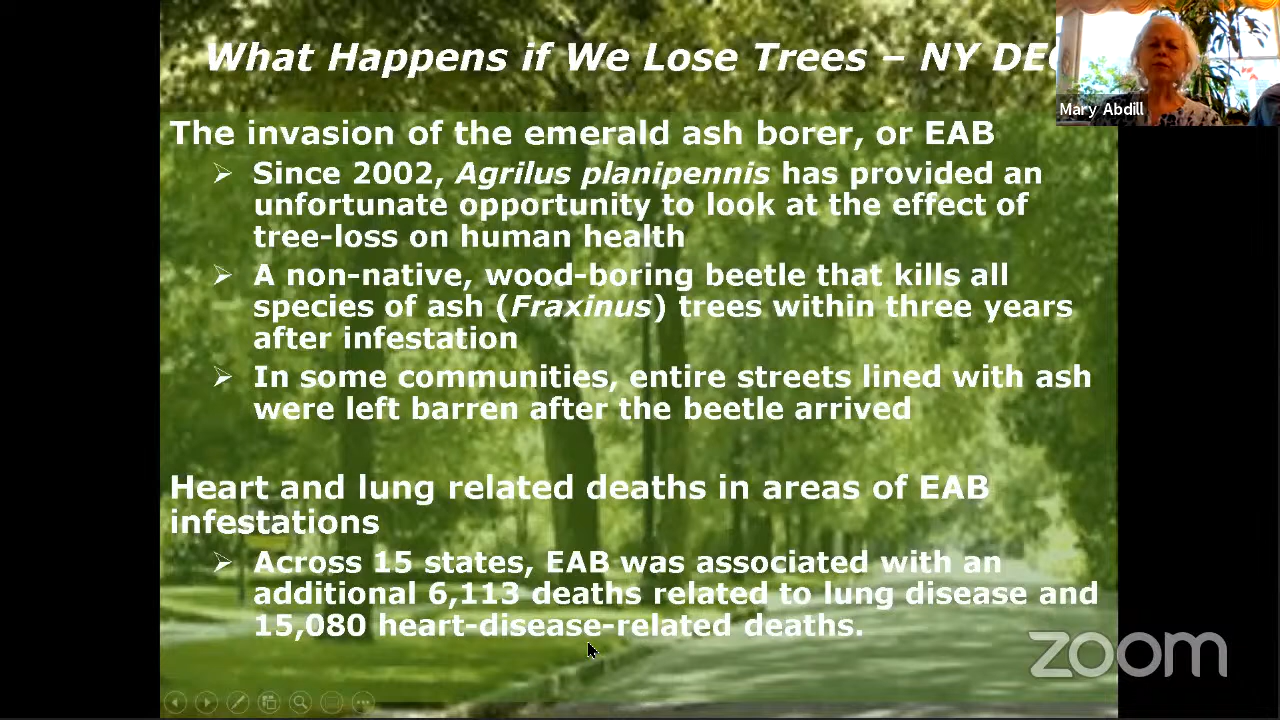 What Happens if We Lose Trees – NY DEC
Mary Abdill
The invasion of the emerald ash borer, or EAB
Since 2002, Agrilus planipennis has provided an
unfortunate opportunity to look at the effect of
tree-loss on human health
A non-native, wood-boring beetle that kills all
species of ash (Fraxinus) trees within three years
after infestation
In some communities, entire streets lined with ash
were left barren after the beetle arrived
Heart and lung related deaths in areas of EAB
infestations
Across 15 states, EAB was associated with an
additional 6,113 deaths related to lung disease and
15,080 heart-disease-related deaths.
zoom